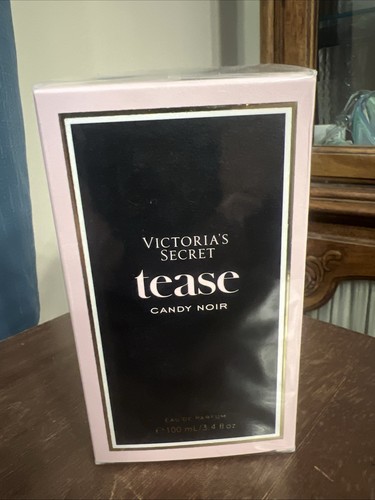 VICTORIA'S
SECRET
tease
CANDY NOIR
EAU DE PARFUM
100 mL/3.4 fl oz